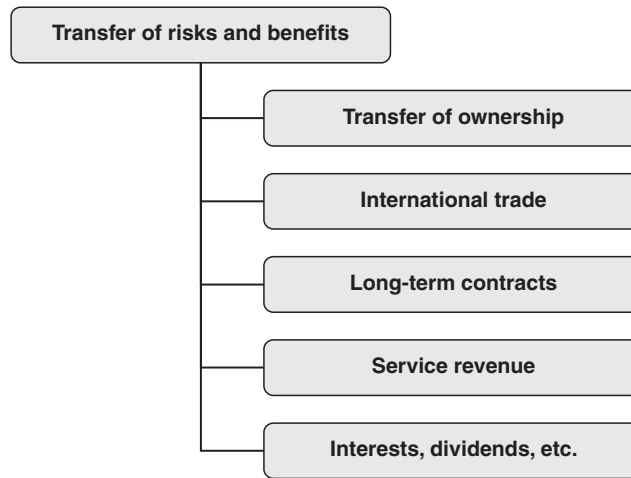 Transfer of risks and benefits
Transfer of ownership
International trade
Long-term contracts
Service revenue
Interests, dividends, etc.